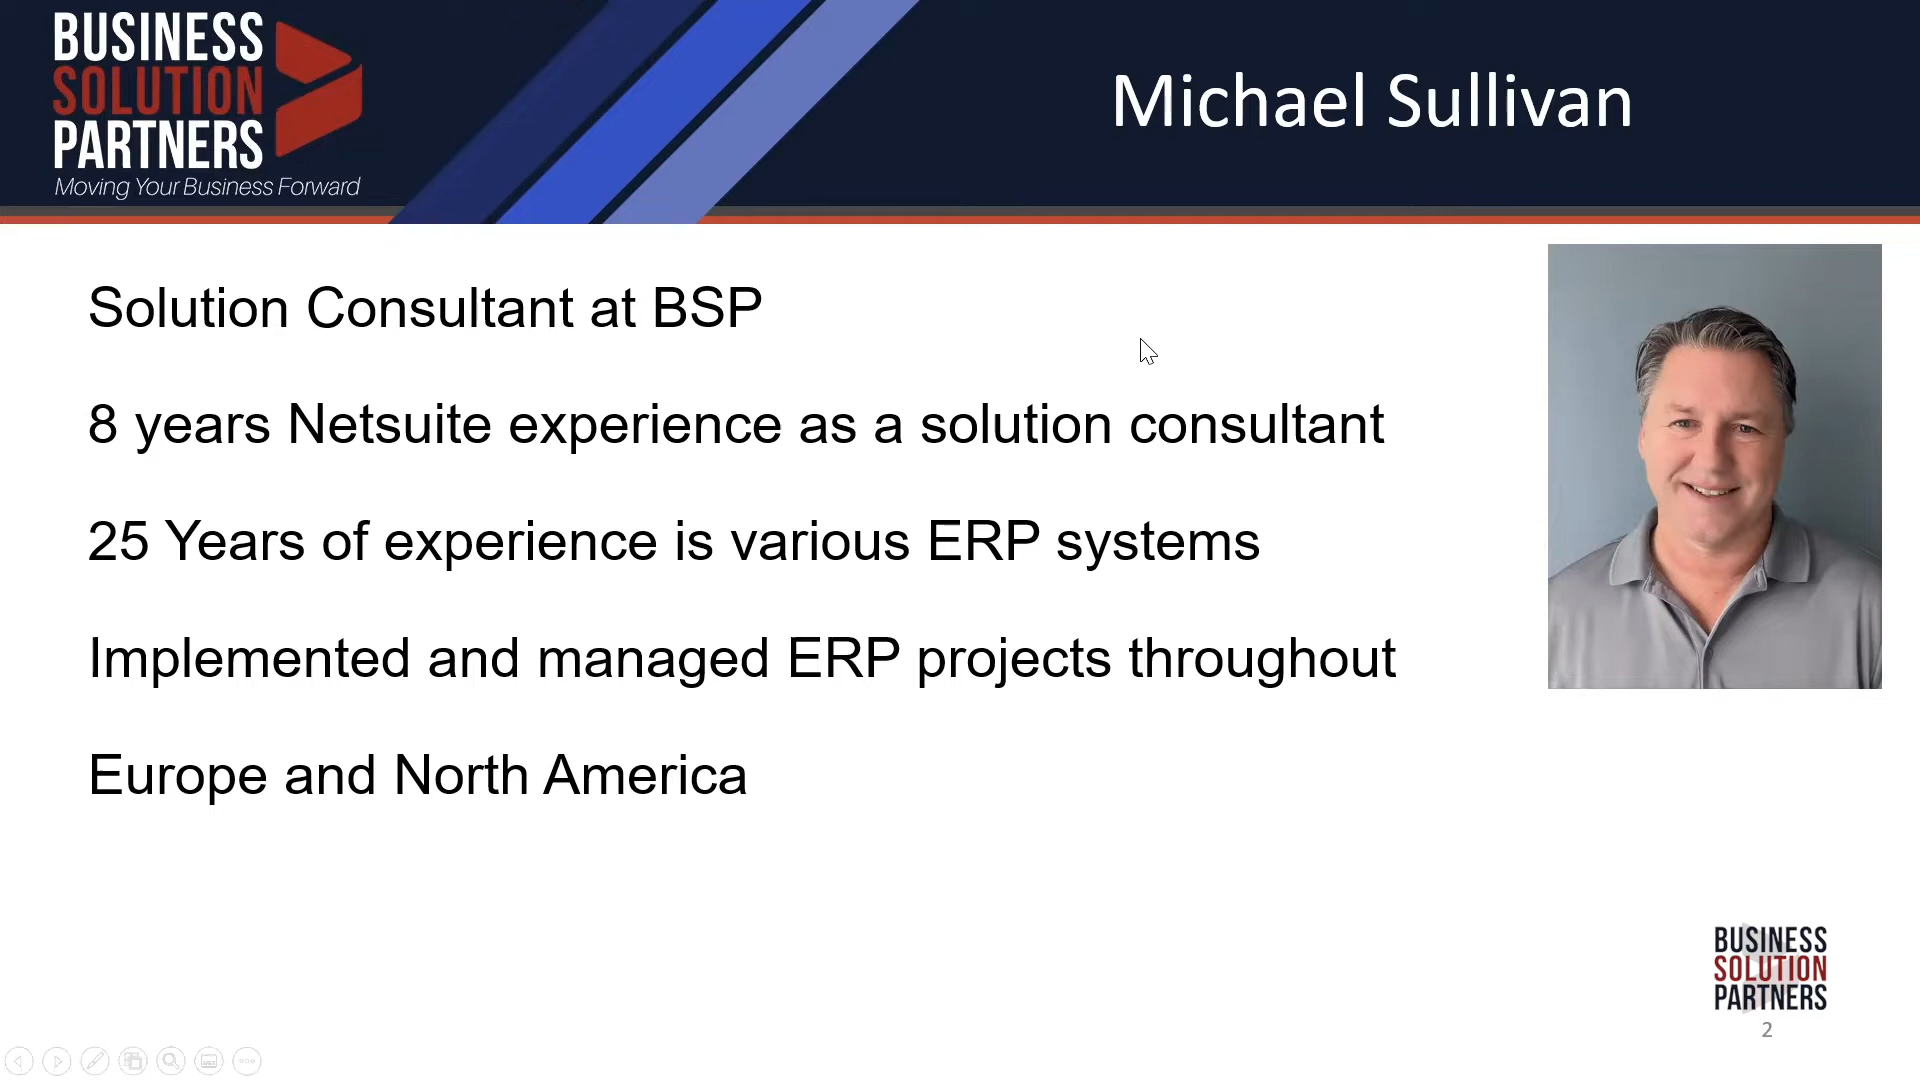 BUSINESS
SOLUTION
PARTNERS
Moving Your Business Forward
Michael Sullivan
Solution Consultant at BSP
8 years Netsuite experience as a solution consultant
25 Years of experience is various ERP systems
Implemented and managed ERP projects throughout
Europe and North America
BUSINESS
SOLUTION
PARTNERS
2